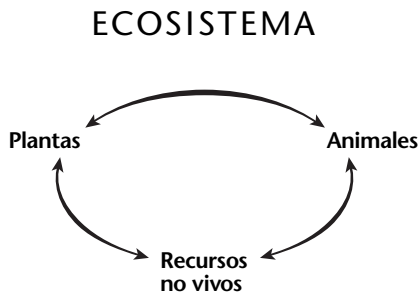 ECOSISTEMA
Plantas
Animales
Recursos
no vivos